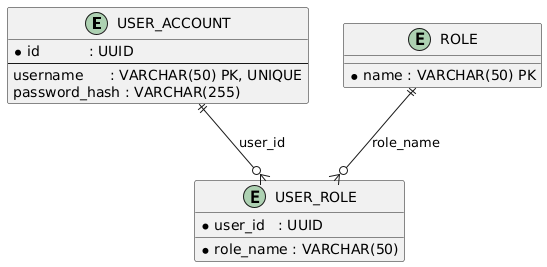 E USER_ACCOUNT
* id : UUID
username : VARCHAR(50) PK, UNIQUE
password_hash : VARCHAR(255)
E ROLE
* name : VARCHAR(50) PK
user_id
role_name
E USER_ROLE
* user_id : UUID
* role_name : VARCHAR(50)